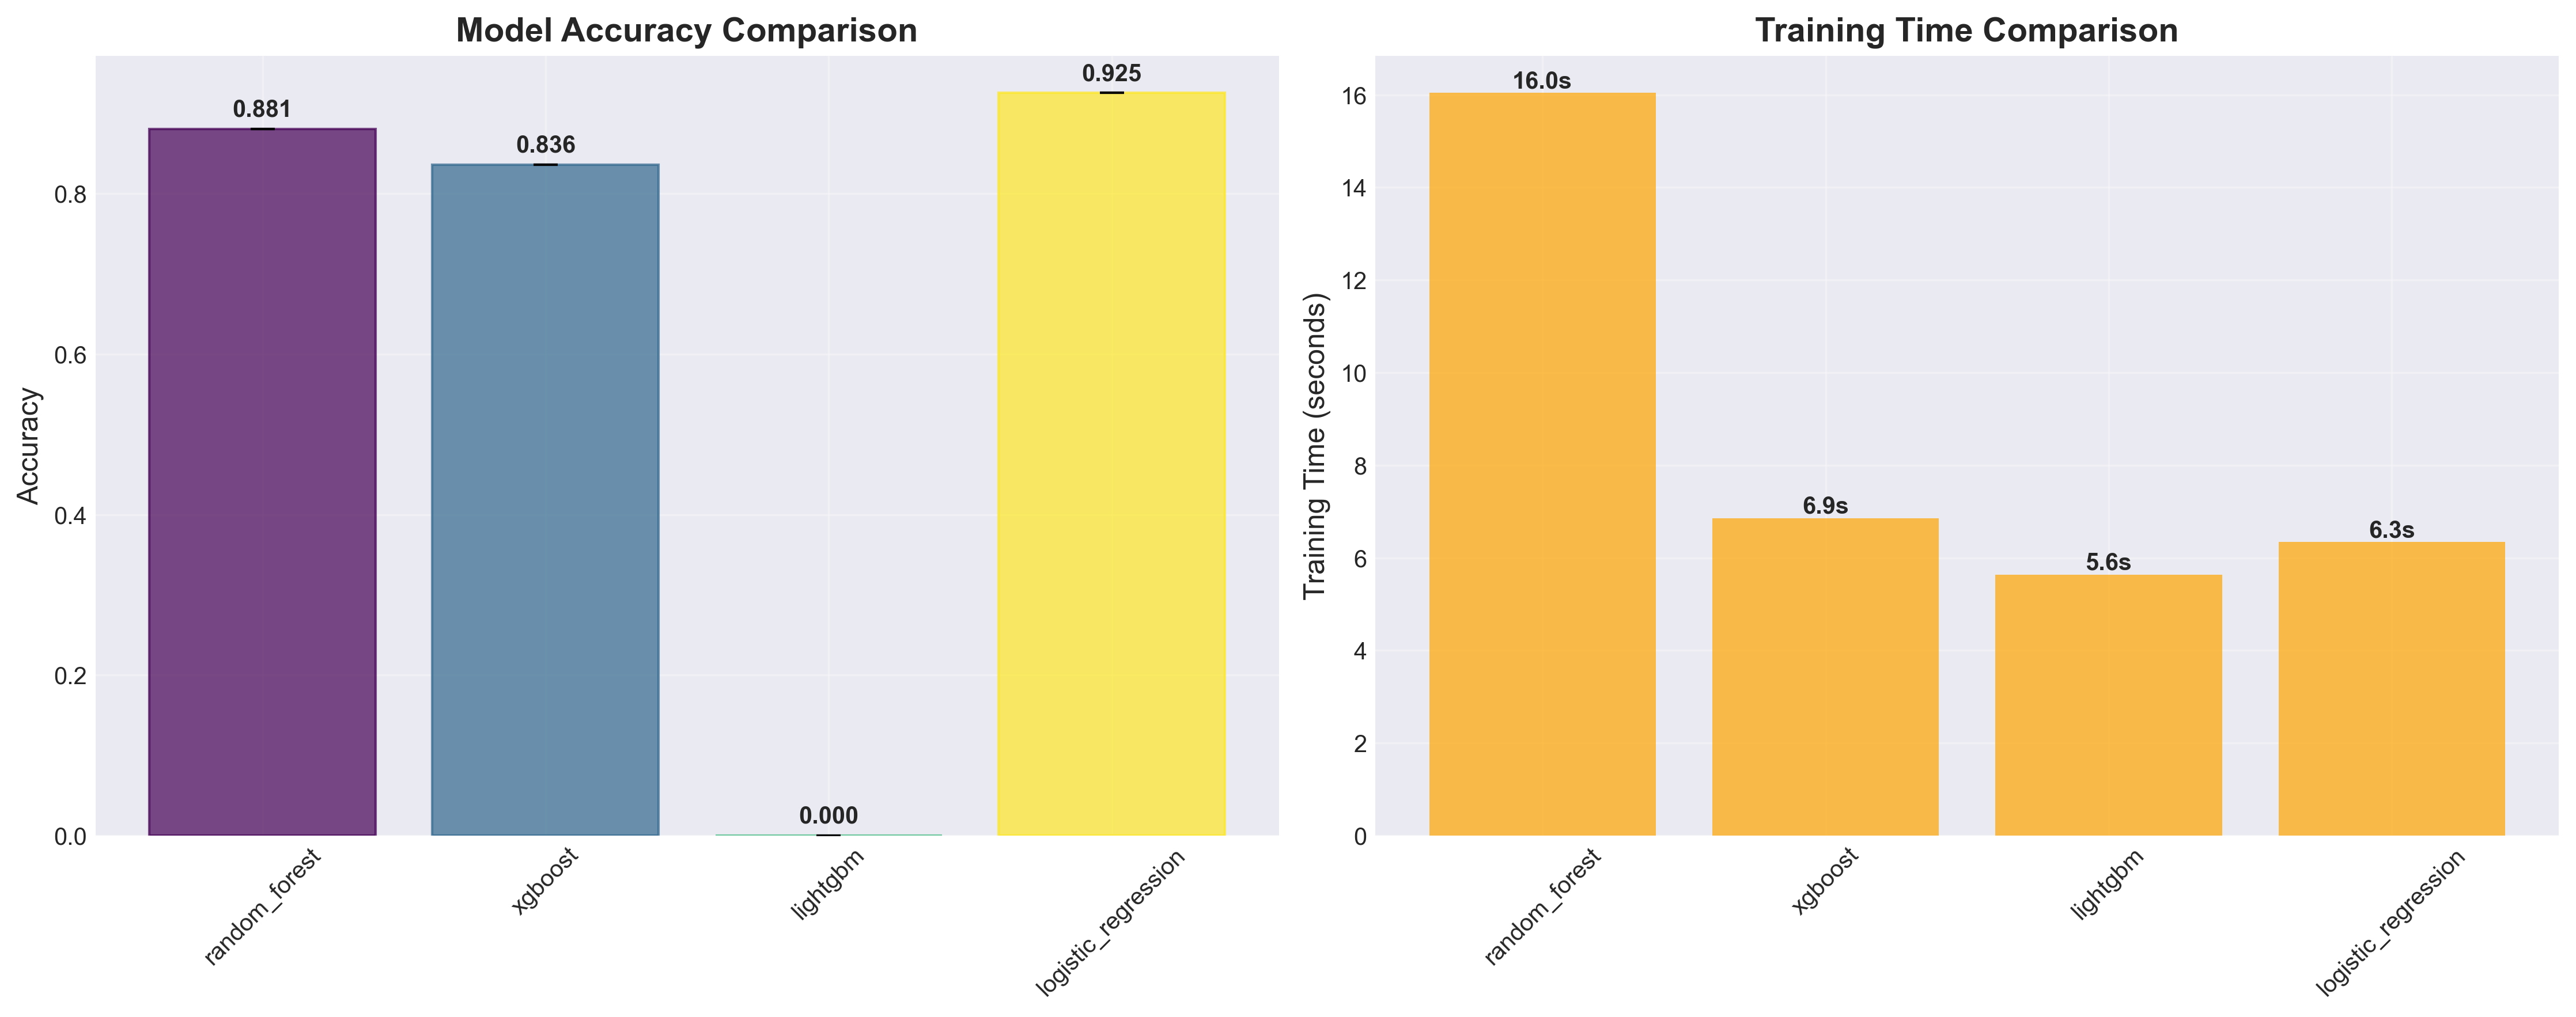 Model Accuracy Comparison
Accuracy
0.8
0.6
0.4
0.2
0.0
0.881
0.836
0.000
0.925
random_forest
xgboost
lightgbm
logistic_regression
Training Time Comparison
Training Time (seconds)
16
14
12
10
8
6
4
2
0
16.0s
6.9s
5.6s
6.3s
random_forest
xgboost
lightgbm
logistic_regression